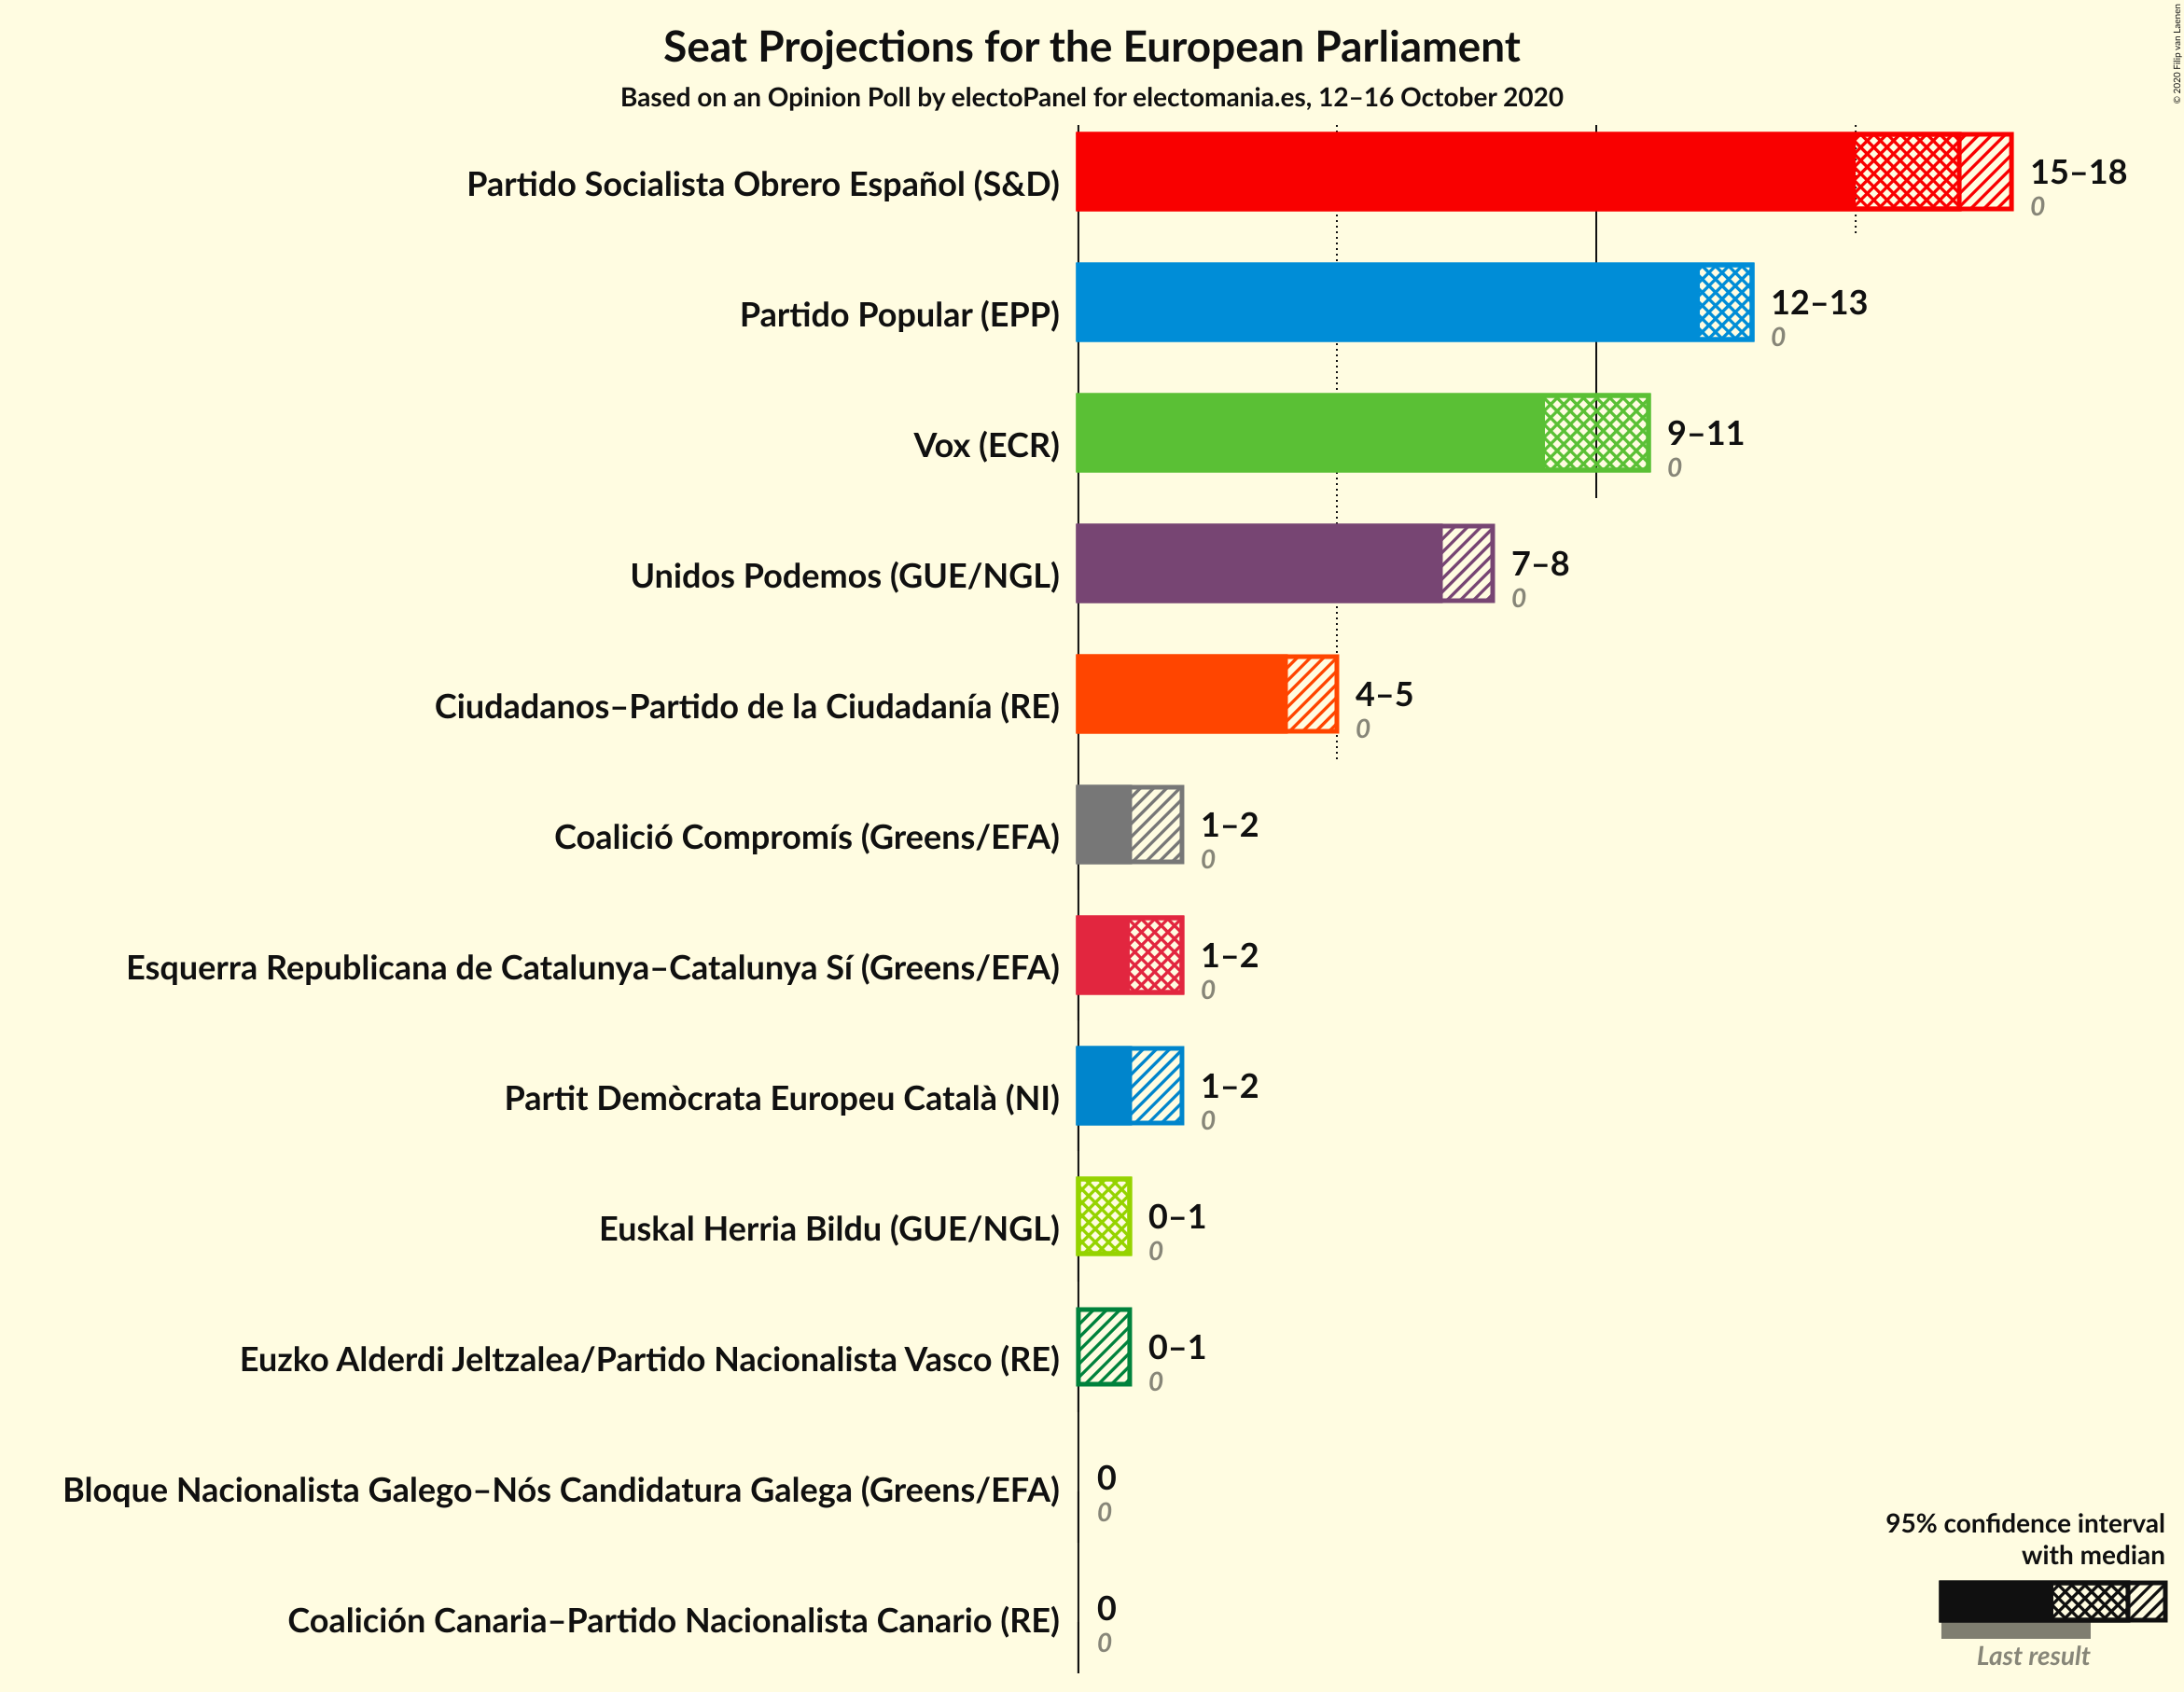 Seat Projections for the European Parliament
Based on an Opinion Poll by electoPanel for electomania.es, 12–16 October 2020
© 2020 Filip van Laenen
Partido Socialista Obrero Español (S&D)
15–18
0
Partido Popular (EPP)
12–13
0
Vox (ECR)
9–11
0
Unidos Podemos (GUE/NGL)
7–8
0
Ciudadanos–Partido de la Ciudadanía (RE)
4–5
0
Coalició Compromís (Greens/EFA)
1–2
0
Esquerra Republicana de Catalunya–Catalunya Sí (Greens/EFA)
1–2
0
Partit Demòcrata Europeu Català (NI)
1–2
0
Euskal Herria Bildu (GUE/NGL)
0–1
0
Euzko Alderdi Jeltzalea/Partido Nacionalista Vasco (RE)
0–1
0
Bloque Nacionalista Galego–Nós Candidatura Galega (Greens/EFA)
0
0
Coalición Canaria–Partido Nacionalista Canario (RE)
0
0
95% confidence interval
with median
Last result